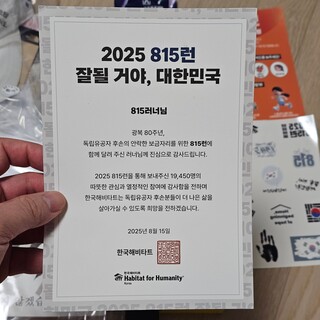 2025 815런
잘될 거야, 대한민국
815러너님
광복 80주년,
독립유공자 후손의 안락한 보금자리를 위한 815런에
함께 달려 주신 러너님께 진심으로 감사드립니다.
2025 815런을 통해 보내주신 19,450명의
따뜻한 관심과 열정적인 참여에 감사함을 전하며
한국해비타트는 독립유공자 후손분들이 더 나은 삶을
살아가실 수 있도록 희망을 전하겠습니다.
2025년 8월 15일
한국해비타트
한국해비타트
Habitat for Humanity
Korea